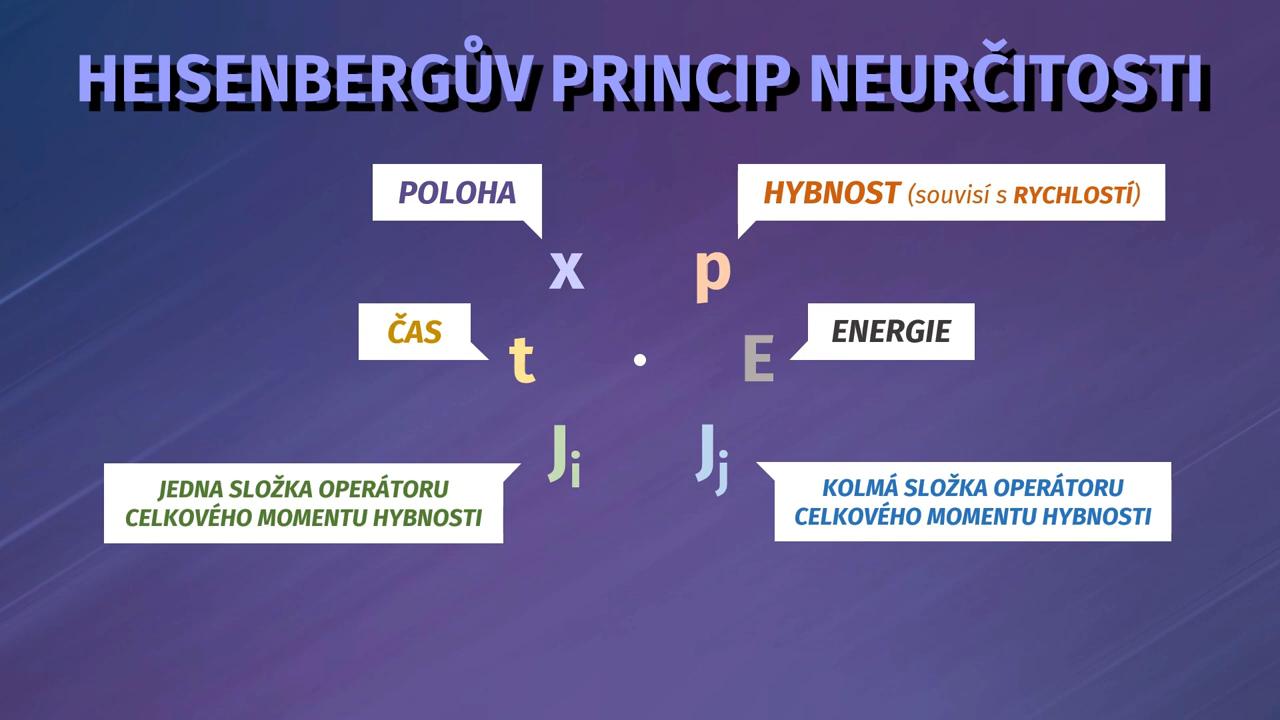 HEISENBERGŮV PRINCIP NEURČITOSTI
POLOHA
HYBNOST (souvisí s RYCHLOSTÍ)
x
p
ČAS
ENERGIE
t
E
Ji
Jj
JEDNA SLOŽKA OPERÁTORU
CELKOVÉHO MOMENTU HYBNOSTI
KOLMÁ SLOŽKA OPERÁTORU
CELKOVÉHO MOMENTU HYBNOSTI